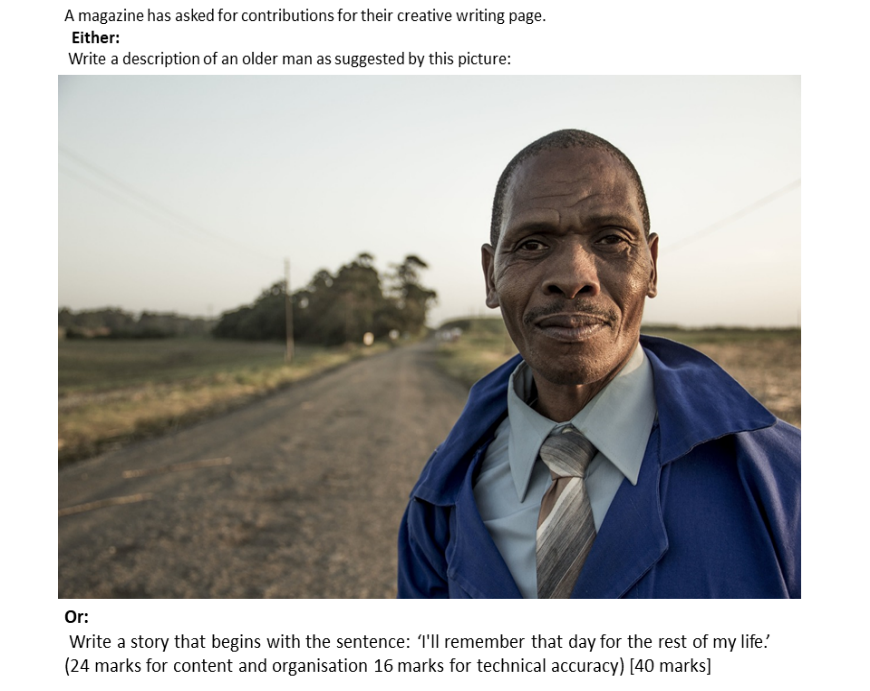 A magazine has asked for contributions for their creative writing page.
Either:
Write a description of an older man as suggested by this picture:
Or:
Write a story that begins with the sentence: ‘I'll remember that day for the rest of my life.’
(24 marks for content and organisation 16 marks for technical accuracy) [40 marks]